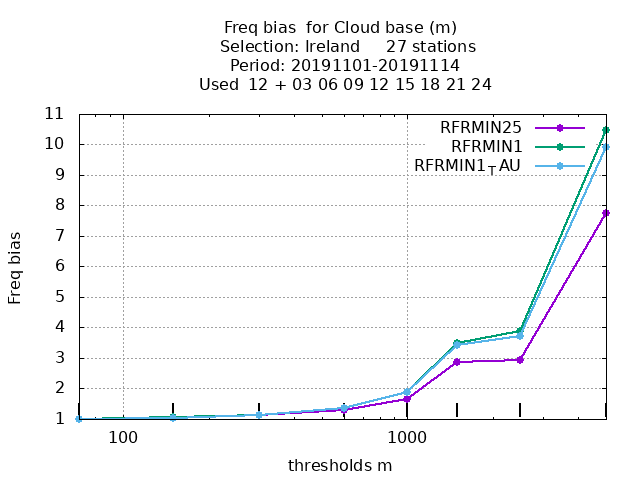 Freq bias  for Cloud base (m)
Selection: Ireland     27 stations
Period: 20191101-20191114
Used  12 + 03 06 09 12 15 18 21 24
RFRMIN25
RFRMIN1
RFRMIN1TAU
11
10
9
8
7
6
5
4
3
2
1
Freq bias
100
1000
thresholds m